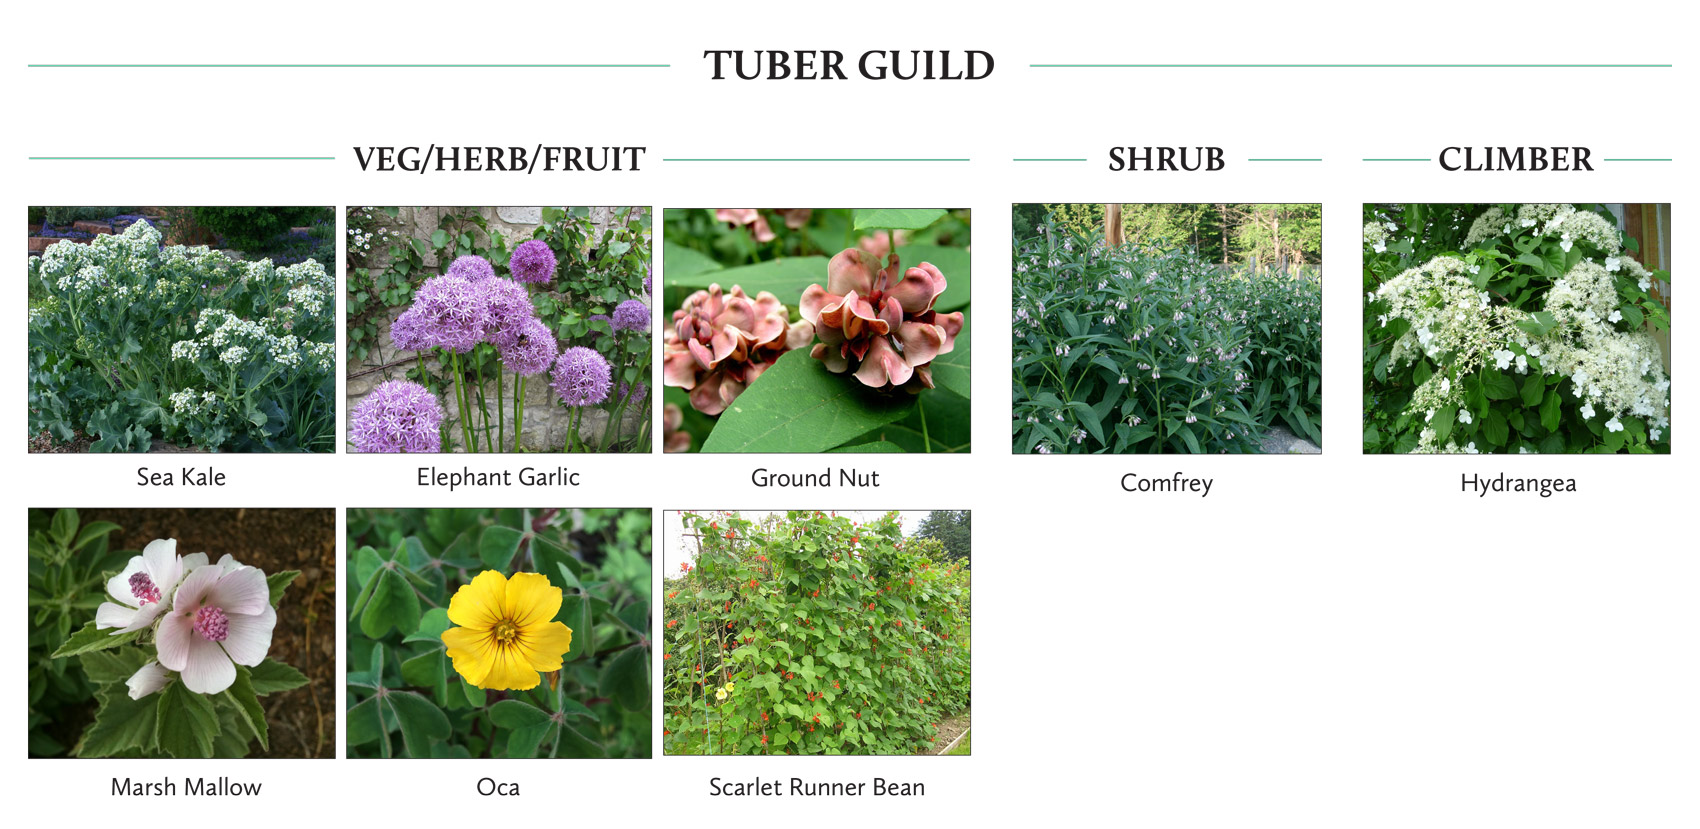 TUBER GUILD
VEG/HERB/FRUIT
SHRUB
CLIMBER
Sea Kale
Elephant Garlic
Ground Nut
Comfrey
Hydrangea
Marsh Mallow
Oca
Scarlet Runner Bean